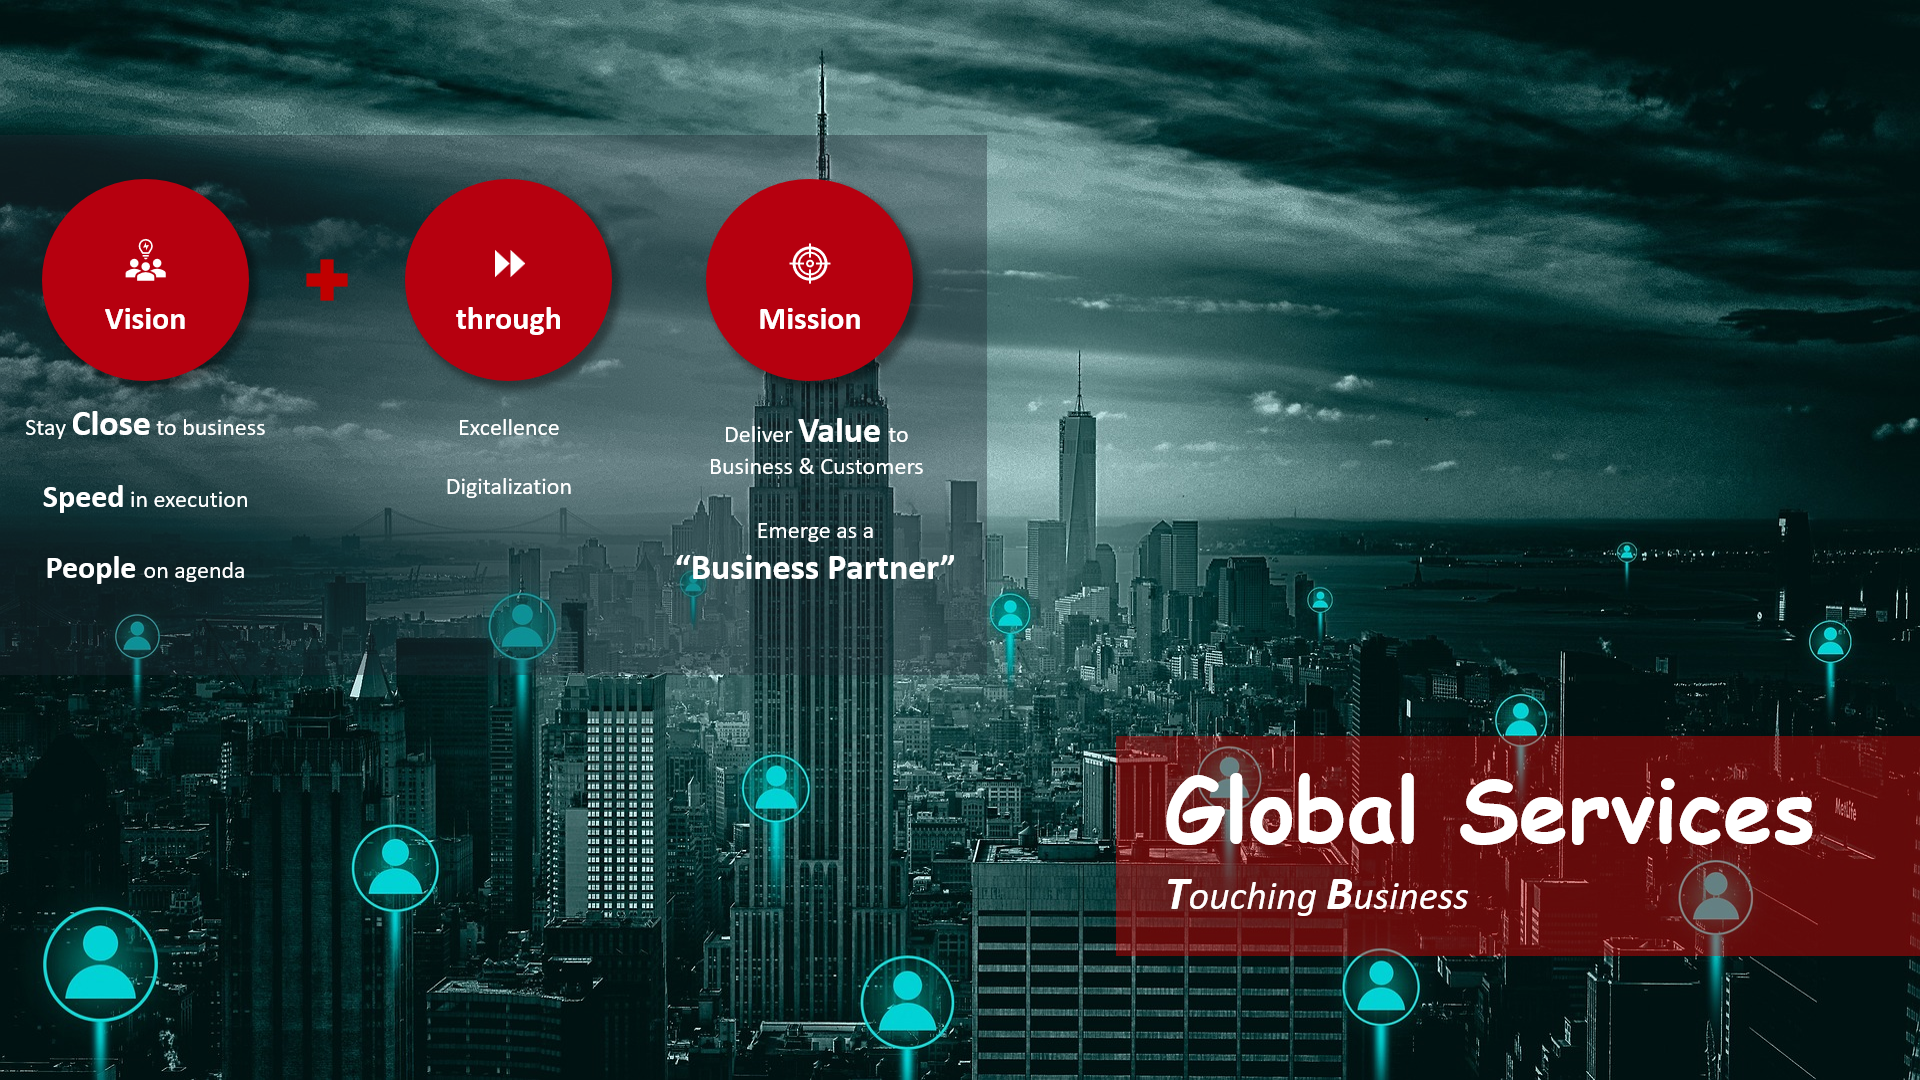 Vision
through
Mission
Stay Close to business
Speed in execution
People on agenda
Excellence
Digitalization
Deliver Value to
Business & Customers
Emerge as a
“Business Partner”
Global Services
Touching Business
MetLife